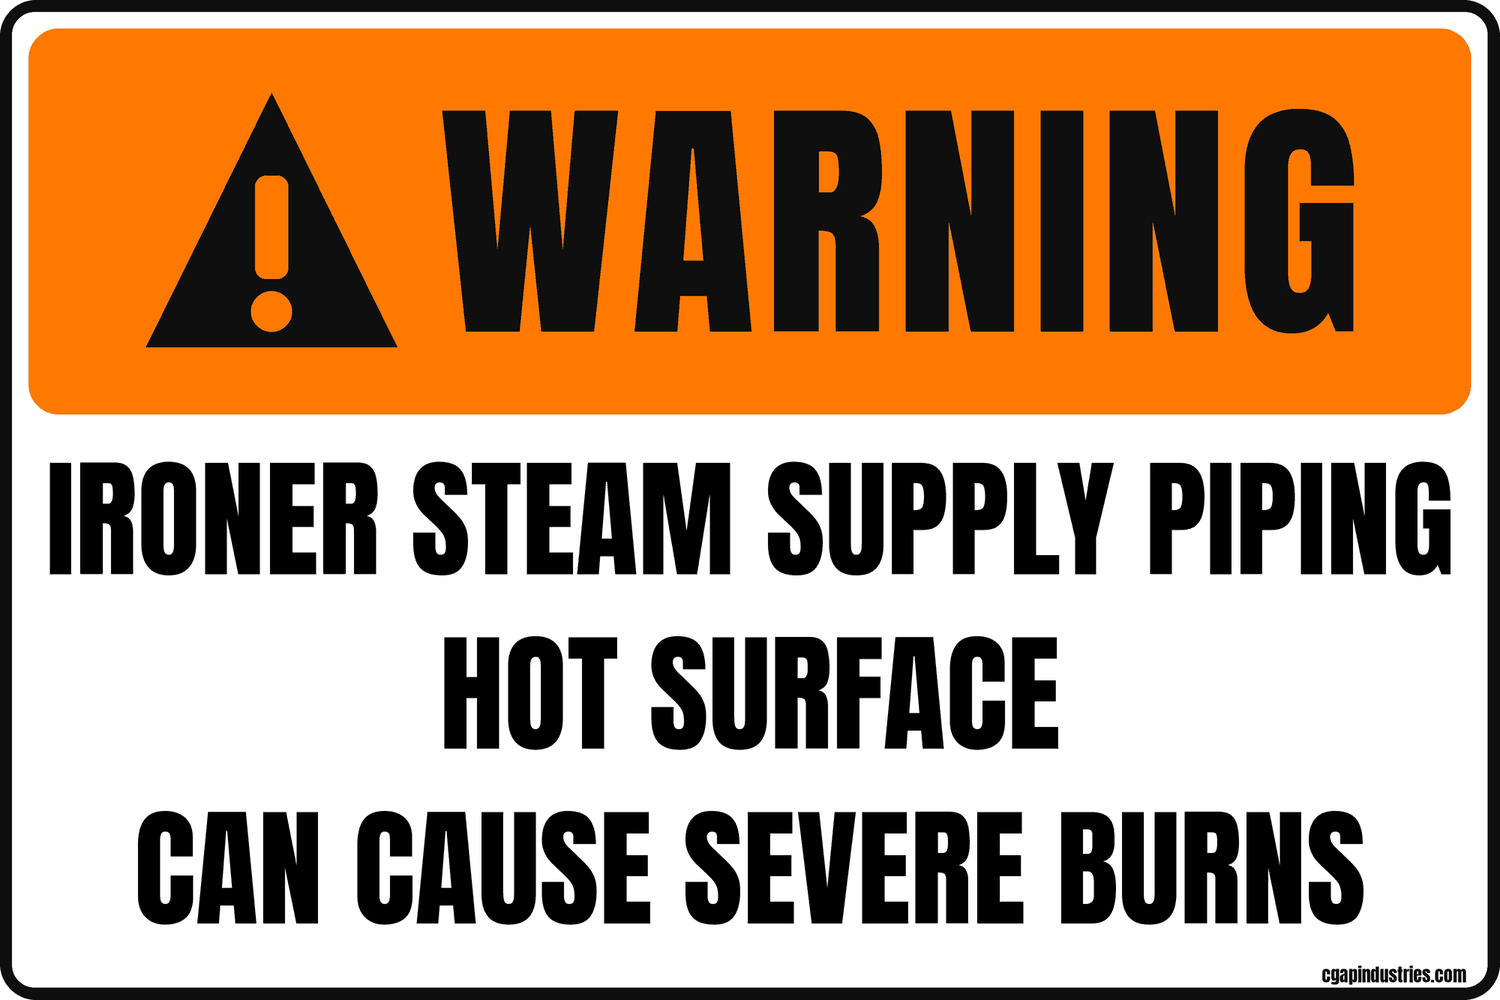 WARNING
IRONER STEAM SUPPLY PIPING
HOT SURFACE
CAN CAUSE SEVERE BURNS
cgapindustries.com